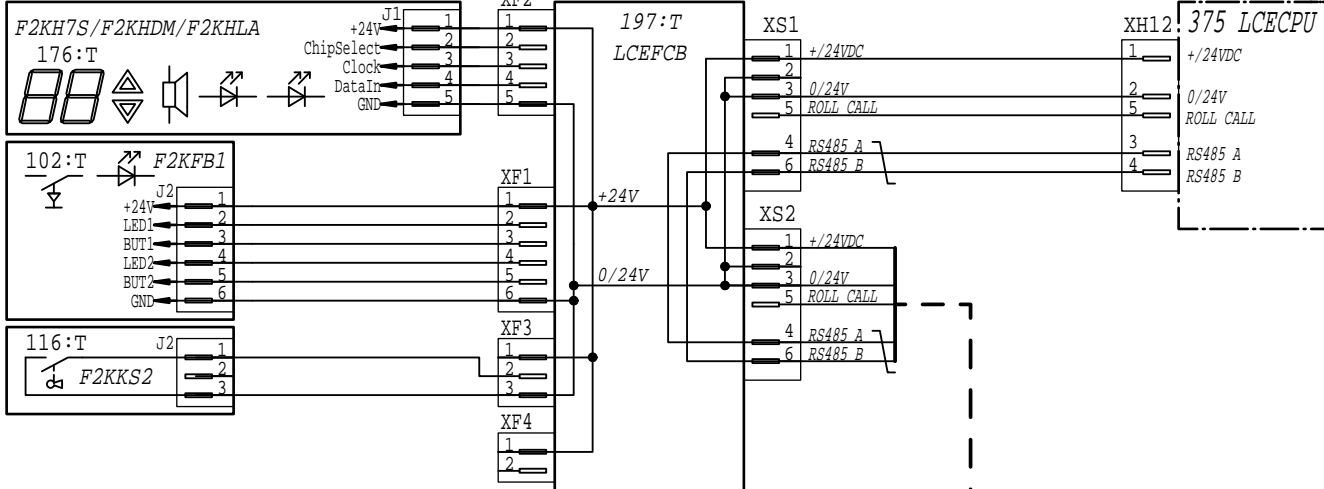 F2KH7S/F2KHDM/F2KHLA
176:T
J1
+24V 1
ChipSelect 2
Clock 3
DataIn 4
GND 5
XF2
1
2
3
4
5
197:T
LCEFCB
XS1
1 +/24VDC
2
3 0/24V
5 ROLL CALL
4 RS485 A
6 RS485 B
XH12
375 LCECPU
1 +/24VDC
2 0/24V
5 ROLL CALL
3 RS485 A
4 RS485 B
102:T
F2KFB1
J2
+24V 1
LED1 2
BUT1 3
LED2 4
BUT2 5
GND 6
XF1
1
2
3
4
5
6
+24V
0/24V
XS2
1 +/24VDC
2
3 0/24V
5 ROLL CALL
4 RS485 A
6 RS485 B
116:T
F2KKS2
J2
1
2
3
XF3
1
2
3
XF4
1
2